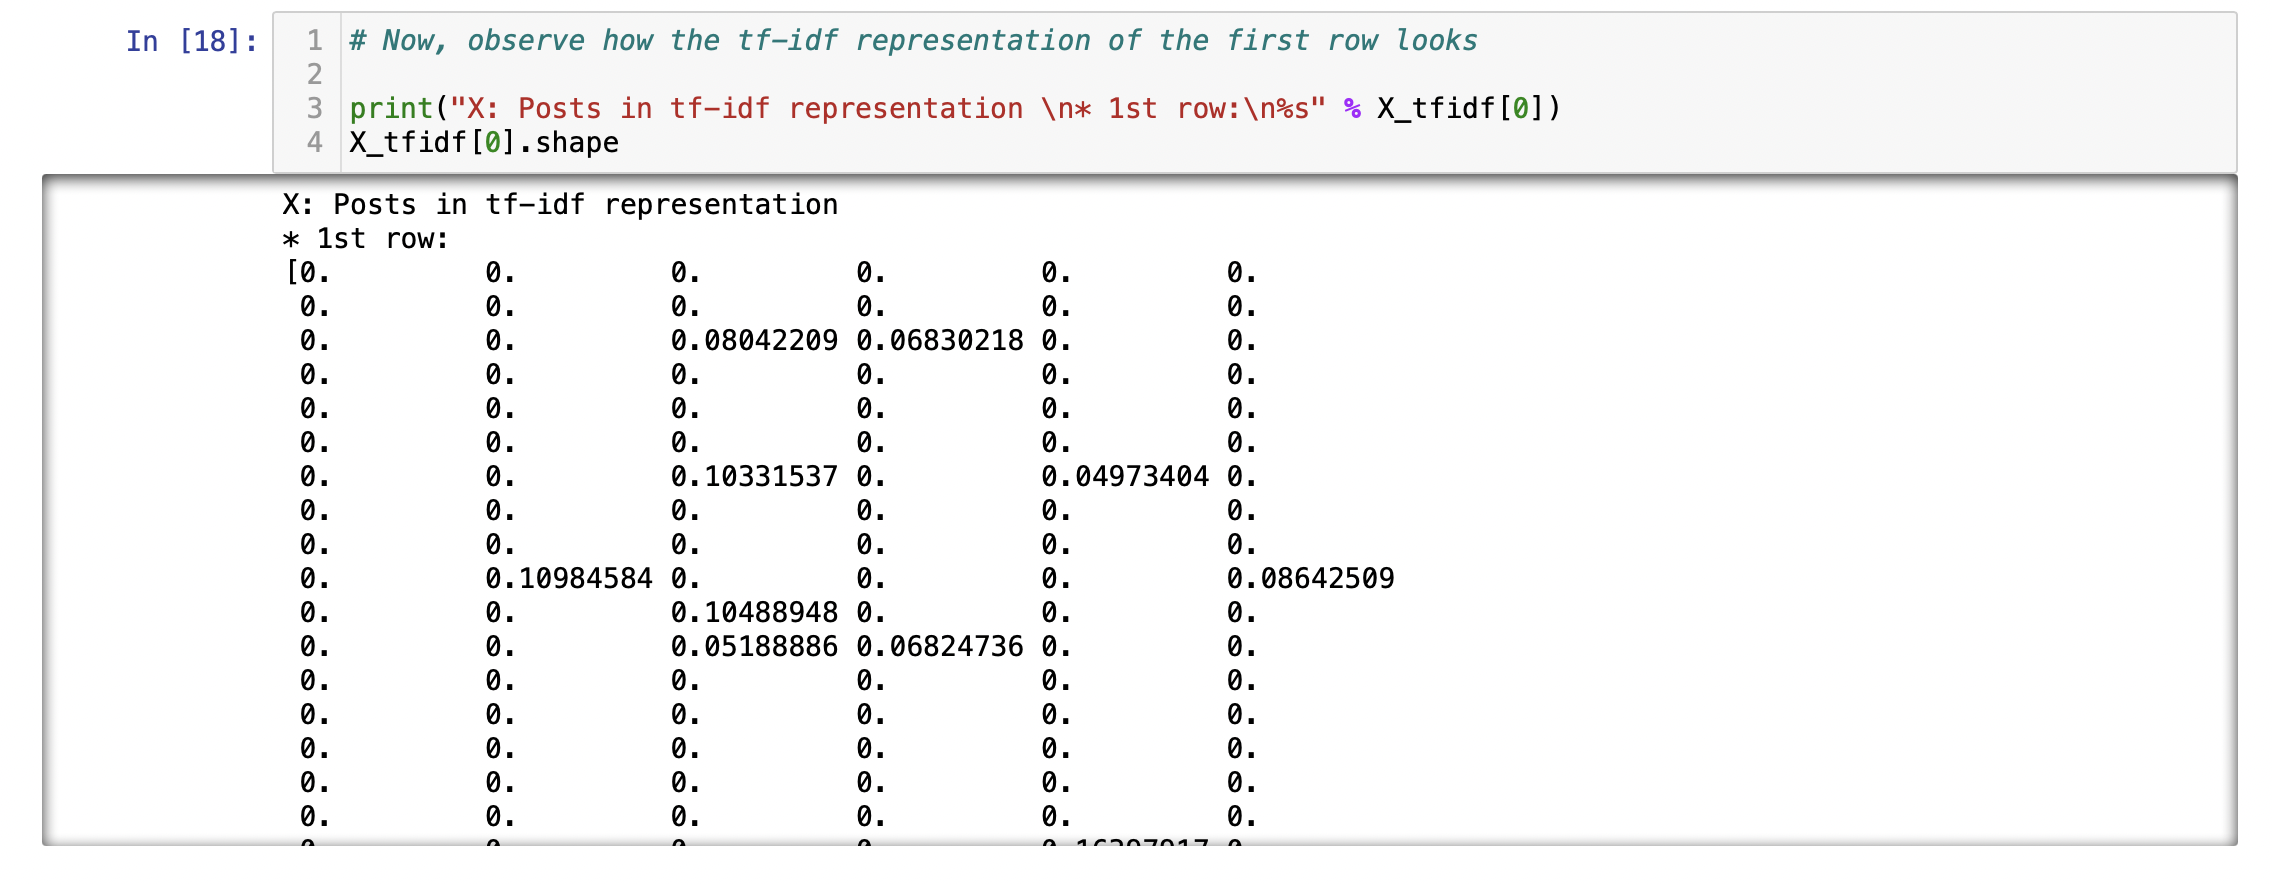 In [18]:
1 # Now, observe how the tf-idf representation of the first row looks
2
3 print("X: Posts in tf-idf representation \n* 1st row:\n%s" % X_tfidf[0])
4 X_tfidf[0].shape
X: Posts in tf-idf representation
* 1st row:
[0. 0. 0. 0. 0. 0.
0. 0. 0. 0. 0. 0.
0. 0. 0.08042209 0.06830218 0. 0.
0. 0. 0. 0. 0. 0.
0. 0. 0. 0. 0. 0.
0. 0. 0. 0. 0. 0.
0. 0. 0.10331537 0. 0.04973404 0.
0. 0. 0. 0. 0. 0.
0. 0. 0. 0. 0. 0.
0. 0.10984584 0. 0. 0. 0.08642509
0. 0. 0.10488948 0. 0. 0.
0. 0. 0.05188886 0.06824736 0. 0.
0. 0. 0. 0. 0. 0.
0. 0. 0. 0. 0. 0.
0. 0. 0. 0. 0. 0.
0. 0. 0. 0. 0. 0.
0. 0. 0. 0. 0. 0.